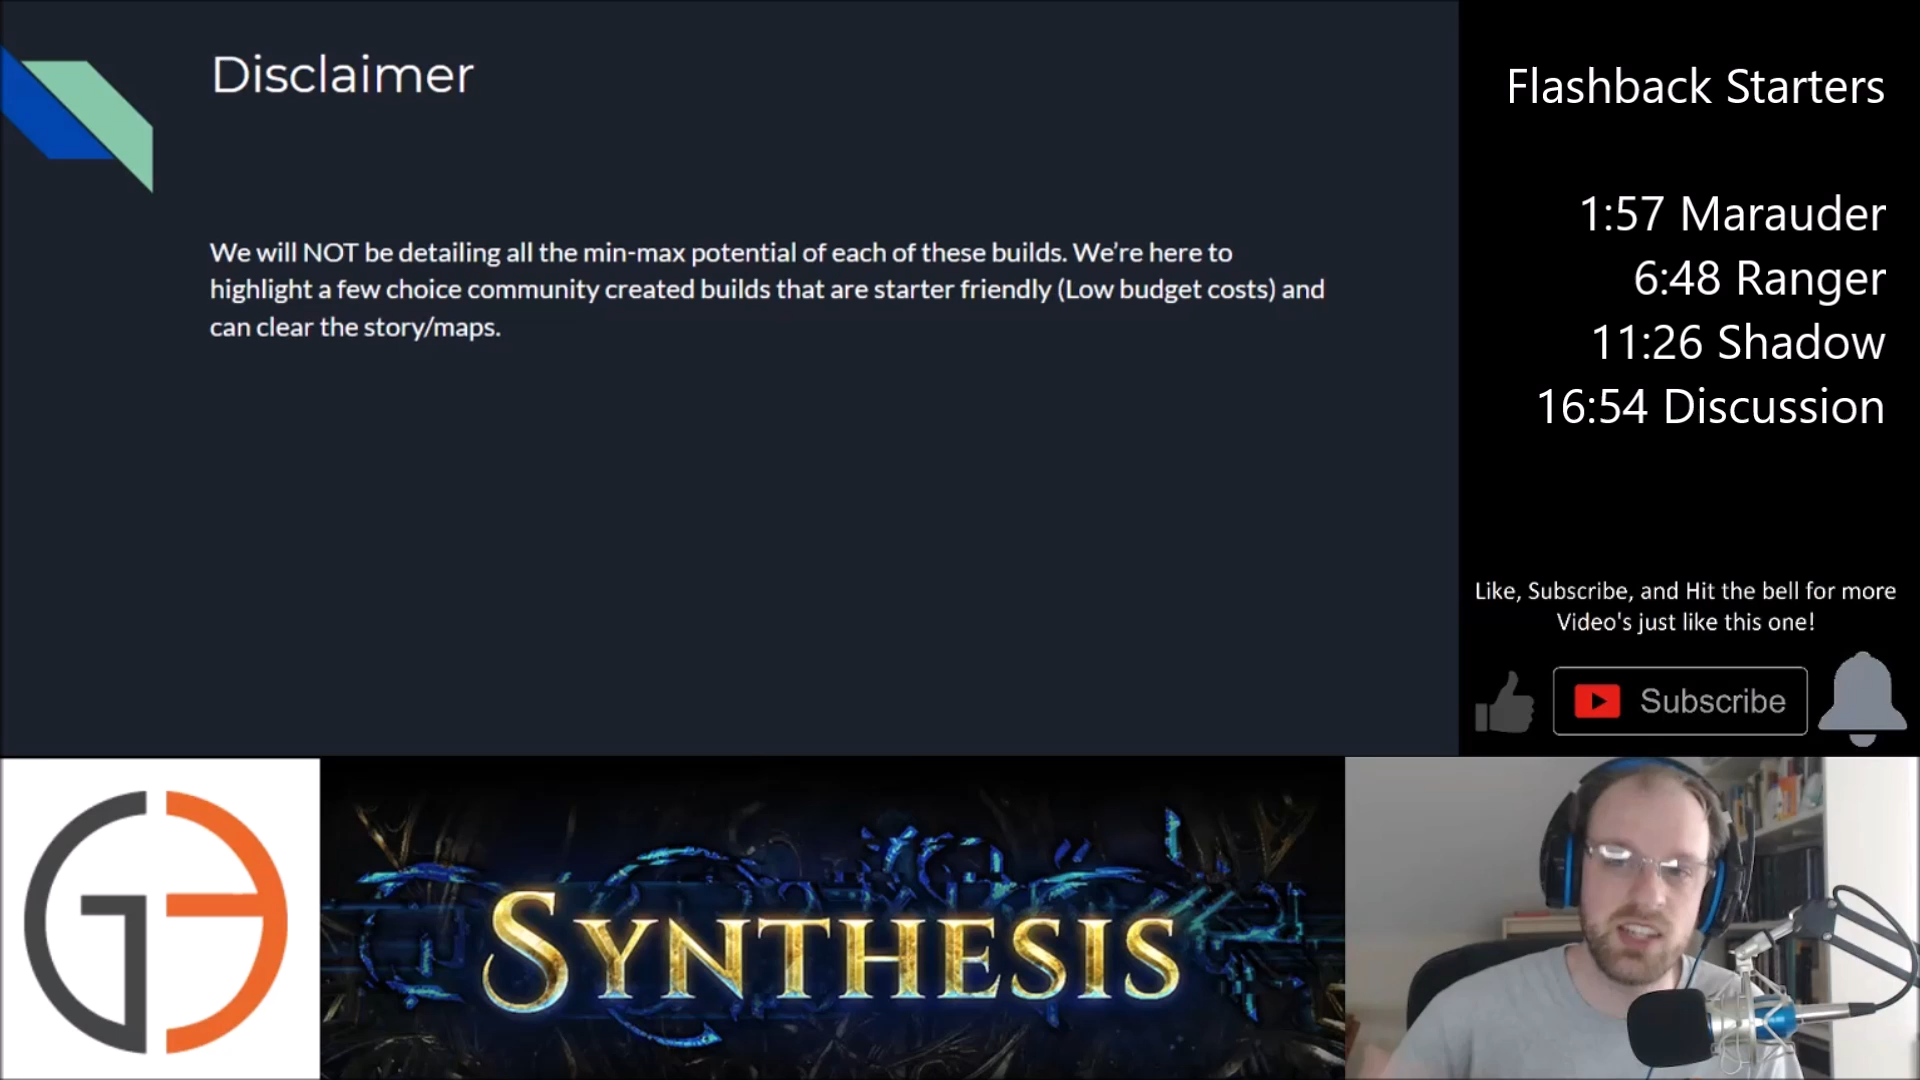 Disclaimer
We will NOT be detailing all the min-max potential of each of these builds. We're here to
highlight a few choice community created builds that are starter friendly (Low budget costs) and
can clear the story/maps.
Flashback Starters
1:57 Marauder
6:48 Ranger
11:26 Shadow
16:54 Discussion
Like, Subscribe, and Hit the bell for more
Video's just like this one!
Subscribe
SYNTHESIS